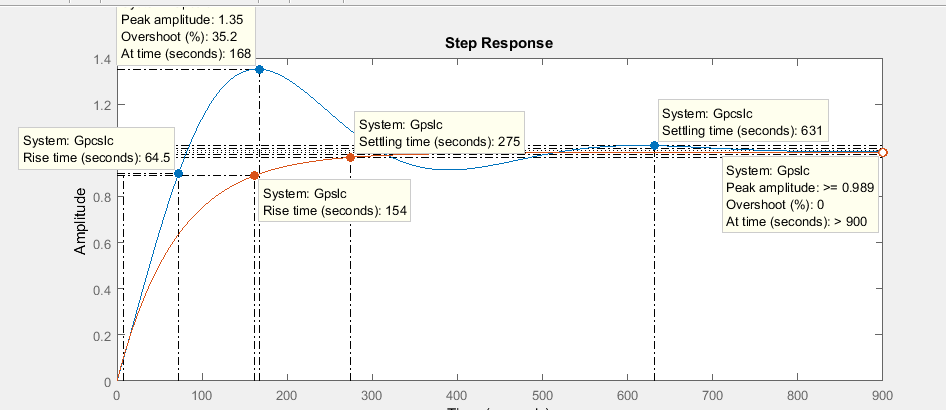 Peak amplitude: 1.35
Overshoot (%): 35.2
At time (seconds): 168
Step Response
1.4
1.2
System: Gpcslc
Settling time (seconds): 631
System: Gpslc
Settling time (seconds): 275
System: Gpcslc
Rise time (seconds): 64.5
System: Gpslc
Peak amplitude: >= 0.989
Overshoot (%): 0
At time (seconds): > 900
System: Gpslc
Rise time (seconds): 154
Amplitude
0.8
0.6
0.4
0.2
0
0 100 200 300 400 500 600 700 800 900